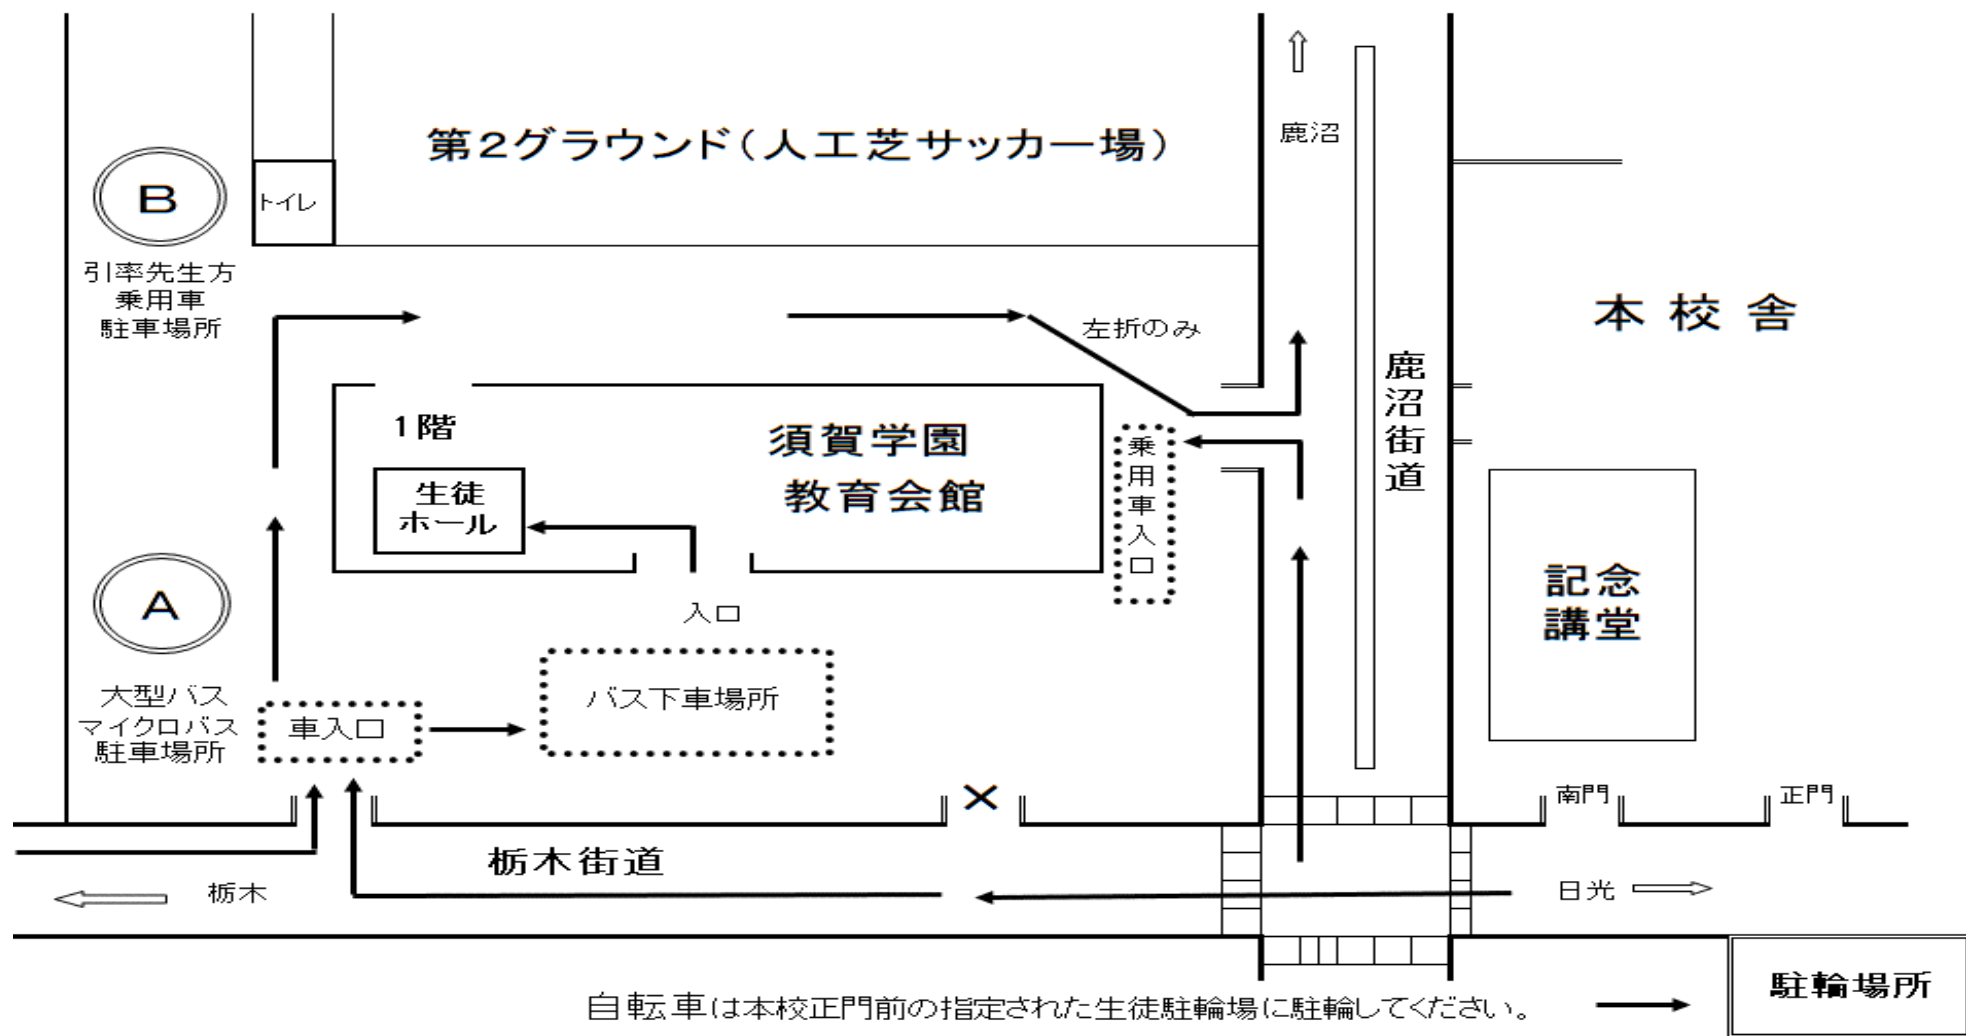 鹿沼
第2グラウンド(人工芝サッカー場)
B
トイレ
引率先生方
乗用車
駐車場所
左折のみ
本校舎
鹿沼街道
1階
須賀学園
教育会館
生徒
ホール
乗用車入口
入口
A
大型バス
マイクロバス
駐車場所
車入口
バス下車場所
記念
講堂
×
南門
正門
栃木街道
栃木
日光
駐輪場所
自転車は本校正門前の指定された生徒駐輪場に駐輪してください。